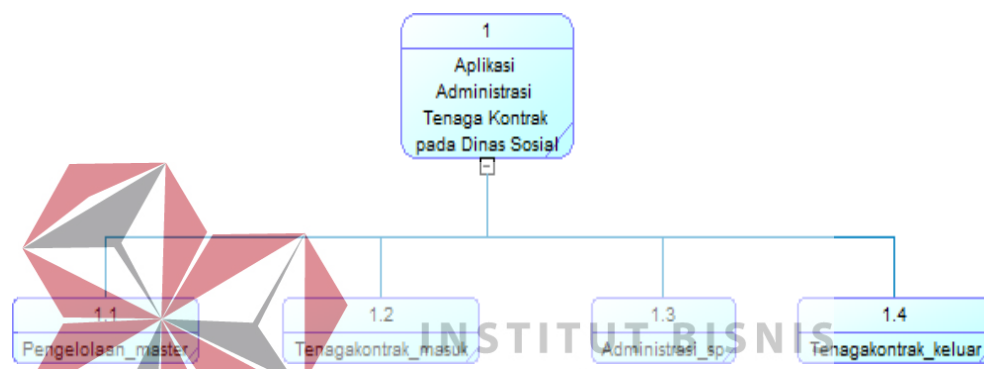 1
Aplikasi
Administrasi
Tenaga Kontrak
pada Dinas Sosial
1.1
1.2
1.3
1.4
INSTITUT BISNIS
Pengelolaan_master
Tenagakontrak_masuk
Administrasi_sp
Tenagakontrak_keluar